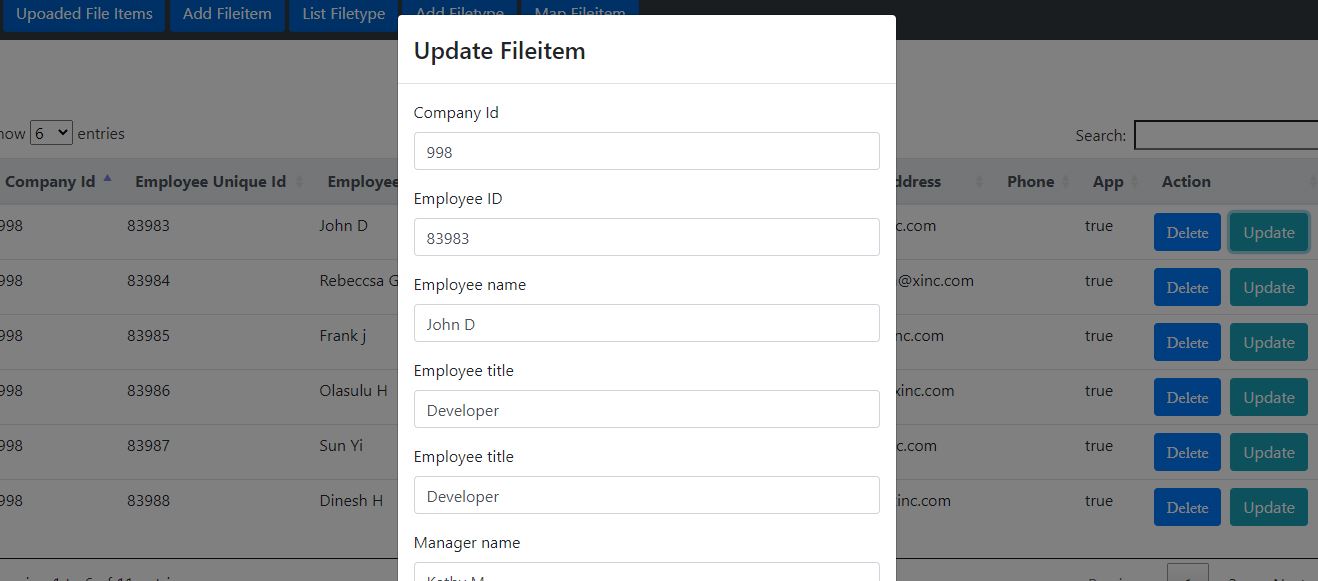 Upoaded File Items Add Fileitem List Filetype Add Filetype Map Fileitem
Update Fileitem
Company Id
998
Employee ID
83983
Employee name
John D
Employee title
Developer
Employee title
Developer
Manager name
Kathy M
6 entries
Search:
Company Id Employee Unique Id Employee Phone App Action
998 83983 John D c.com true Delete Update
998 83984 Rebeccsa G @xinc.com true Delete Update
998 83985 Frank j nc.com true Delete Update
998 83986 Olasulu H xinc.com true Delete Update
998 83987 Sun Yi c.com true Delete Update
998 83988 Dinesh H inc.com true Delete Update